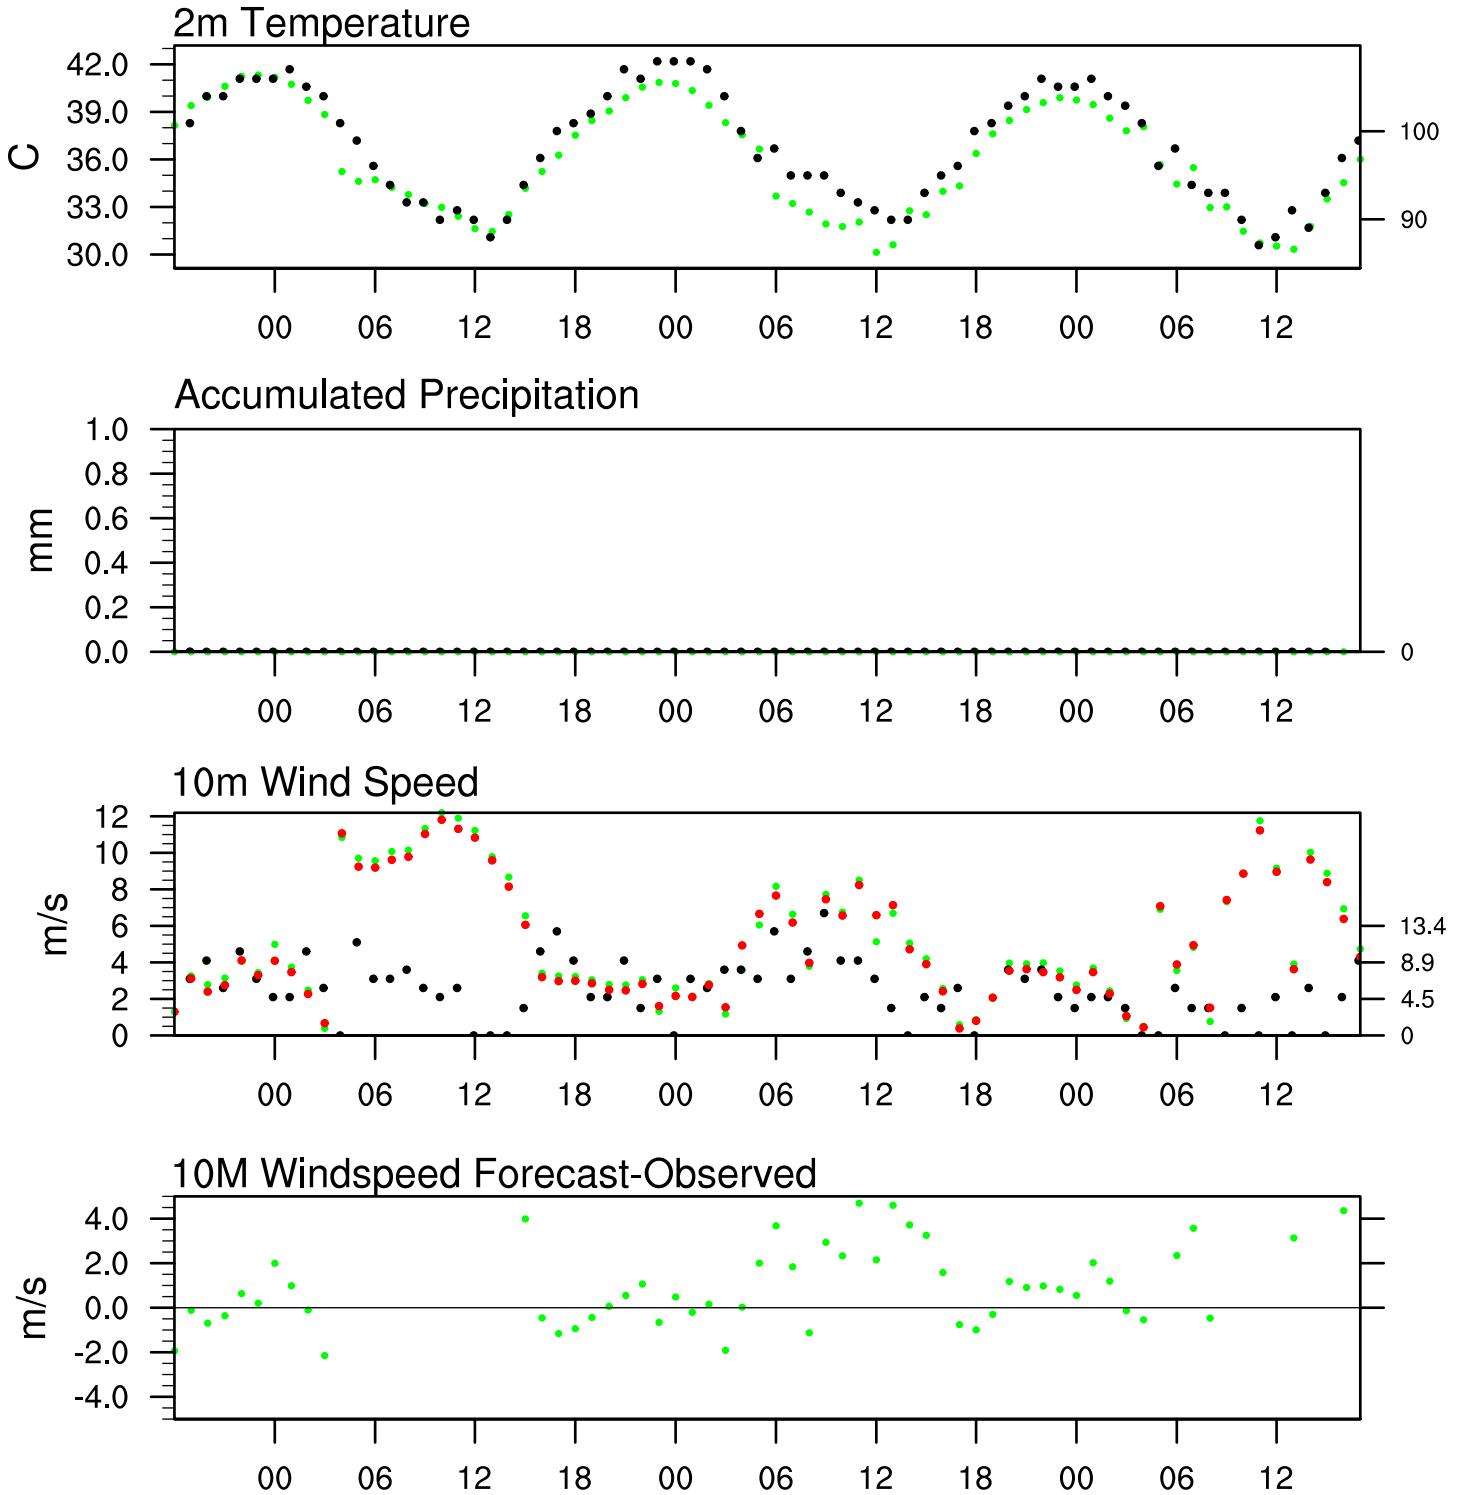 2m Temperature
42.0
39.0
36.0
33.0
30.0
C
100
90
00 06 12 18 00 06 12 18 00 06 12
Accumulated Precipitation
1.0
0.8
0.6
0.4
0.2
0.0
mm
0
00 06 12 18 00 06 12 18 00 06 12
10m Wind Speed
12
10
8
6
4
2
0
m/s
13.4
8.9
4.5
0
00 06 12 18 00 06 12 18 00 06 12
10M Windspeed Forecast-Observed
4.0
2.0
0.0
-2.0
-4.0
m/s
00 06 12 18 00 06 12 18 00 06 12